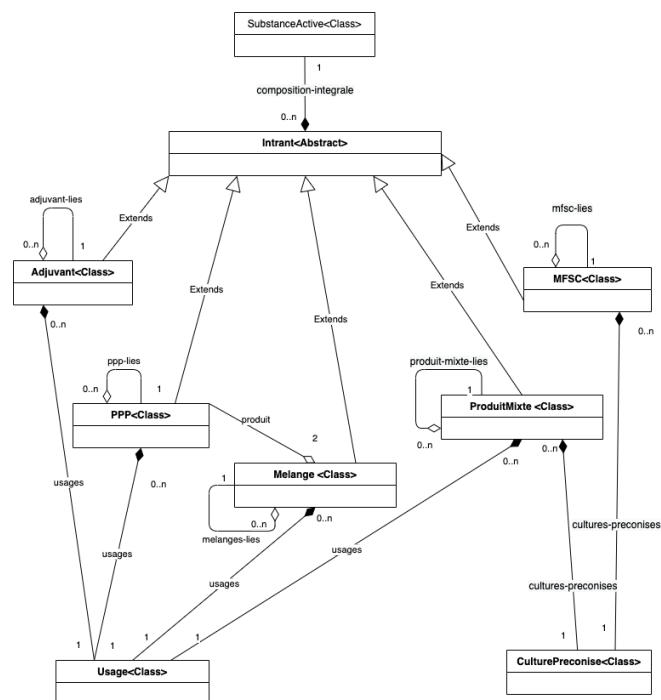 SubstanceActive<Class>
1
composition-integrale
0..n
Intrant<Abstract>
adjuvant-lies
0..n
1
Extends
Adjuvant<Class>
0..n
mfsc-lies
0..n
1
Extends
MFSC<Class>
0..n
Extends
Extends
Extends
ppp-lies
0..n
1
PPP<Class>
0..n
produit
2
produit-mixte-lies
1
0..n
ProduitMixte <Class>
0..n
0..n
Melange <Class>
1
0..n
0..n
melanges-lies
usages
usages
usages
usages
cultures-preconises
cultures-preconises
1
1
1
1
1
1
Usage<Class>
CulturePreconise<Class>